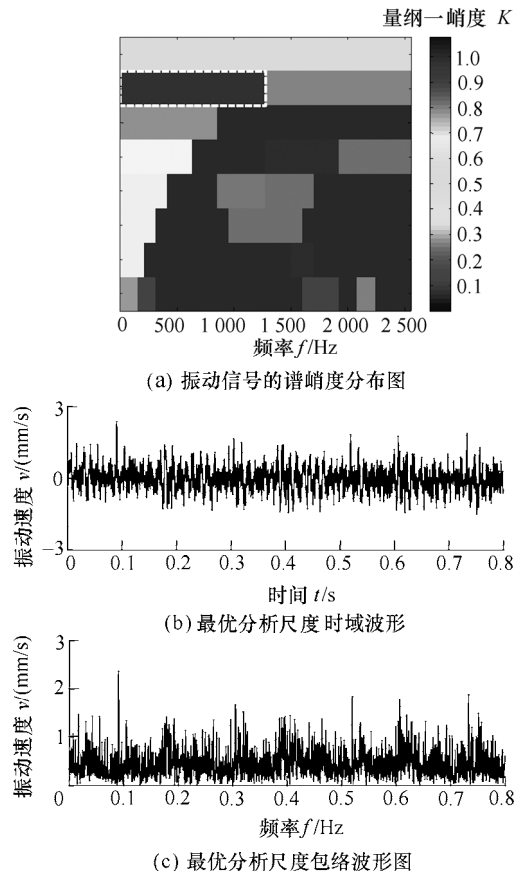 量纲一峭度 K
1.0
0.9
0.8
0.7
0.6
0.5
0.4
0.3
0.2
0.1
0 500 1 000 1 500 2 000 2 500
频率f/Hz
(a) 振动信号的谱峭度分布图
振动速度 v/(mm/s)
3
0
−3
0 0.1 0.2 0.3 0.4 0.5 0.6 0.7 0.8
时间 t/s
(b) 最优分析尺度时域波形
振动速度 v/(mm/s)
3
2
1
0 0.1 0.2 0.3 0.4 0.5 0.6 0.7 0.8
频率f/Hz
(c) 最优分析尺度包络波形图